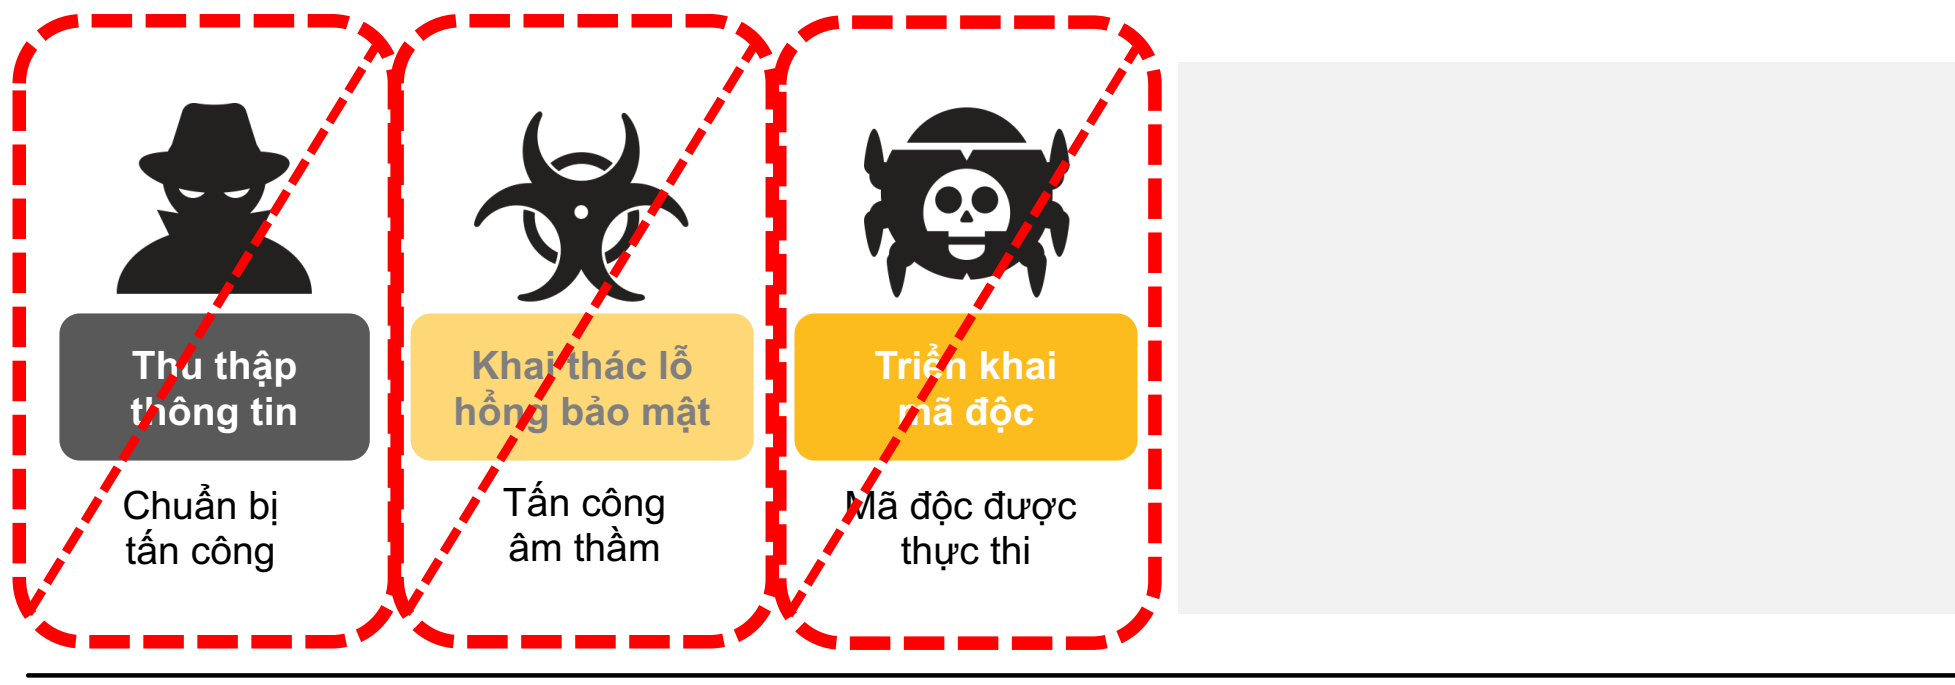 Thu thập
thông tin
Chuẩn bị
tấn công
Khai thác lỗ
hổng bảo mật
Tấn công
âm thầm
Triển khai
mã độc
Mã độc được
thực thi